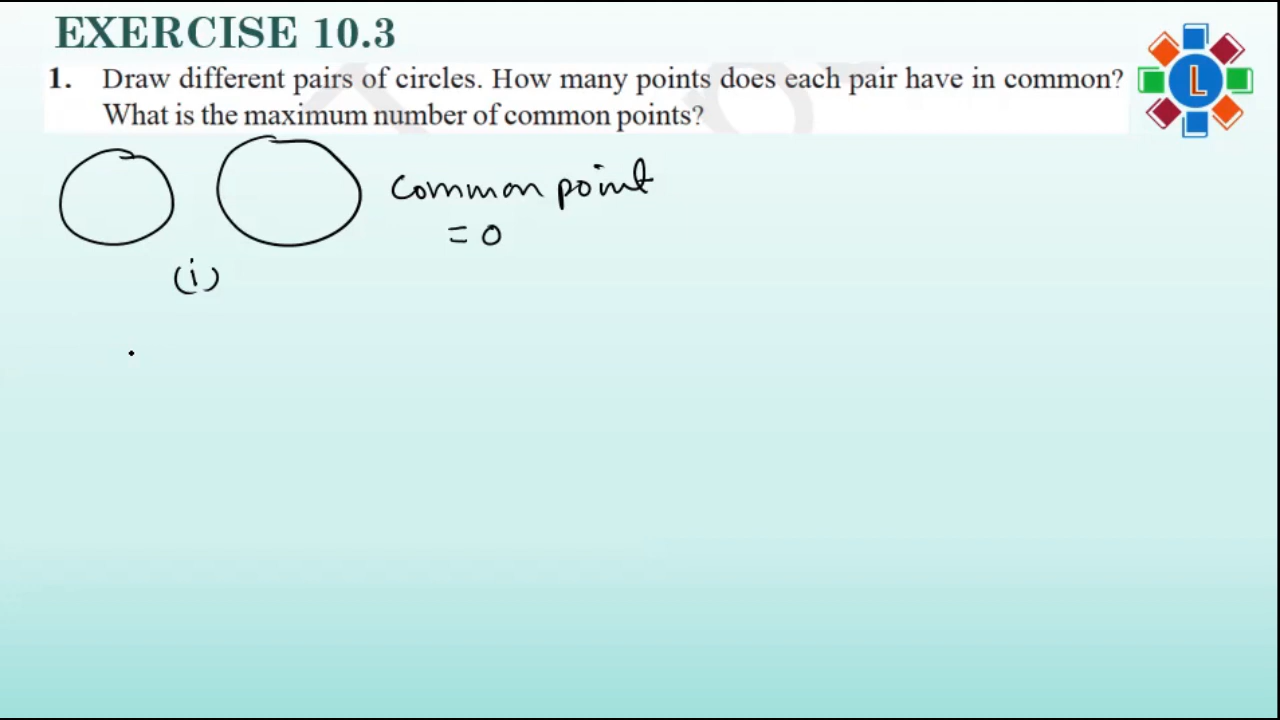 EXERCISE 10.3
1. Draw different pairs of circles. How many points does each pair have in common?
What is the maximum number of common points?
L
common point
= 0
(i)